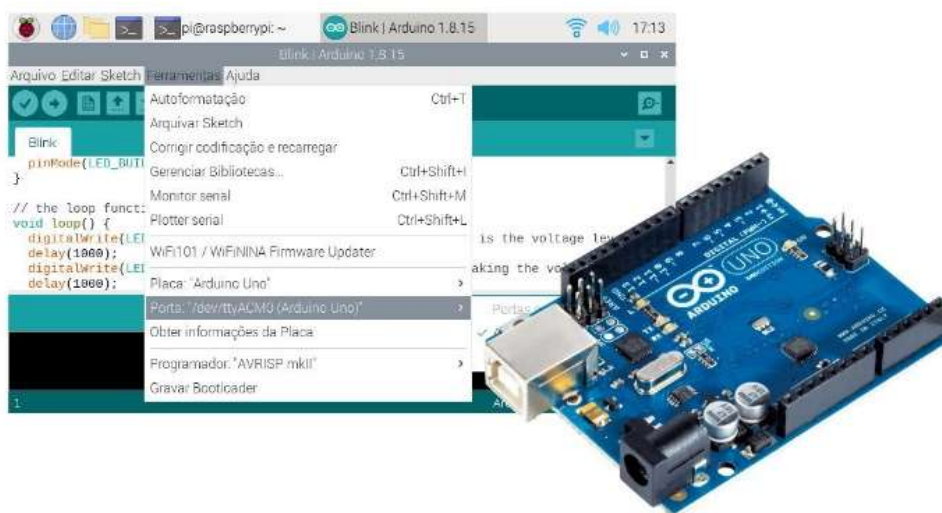 pi@raspberrypi: ~ Blink | Arduino 1.8.15 17:13
Blink | Arduino 1.8.15
Arquivo Editar Sketch Ferramentas Ajuda
Autoformatação Ctrl+T
Arquivar Sketch
Blink
Corrigir codificação e recarregar
pinMode(LED_BUI
Gerenciar Bibliotecas... Ctrl+Shift+I
}
Monitor serial Ctrl+Shift+M
// the loop functi
void loop() {
Plotter serial Ctrl+Shift+L
digitalWrite(LE is the voltage lev
delay(1000);
WiFi101 / WiFiNINA Firmware Updater
digitalWrite(LE aking the vo
delay(1000);
Placa: "Arduino Uno"
Porta: "/dev/ttyACM0 (Arduino Uno)" Portas
Obter informações da Placa
Programador: "AVRISP mkII"
Gravar Bootloader
1
DIGITAL (PWM~)
UNO
ARDUINO